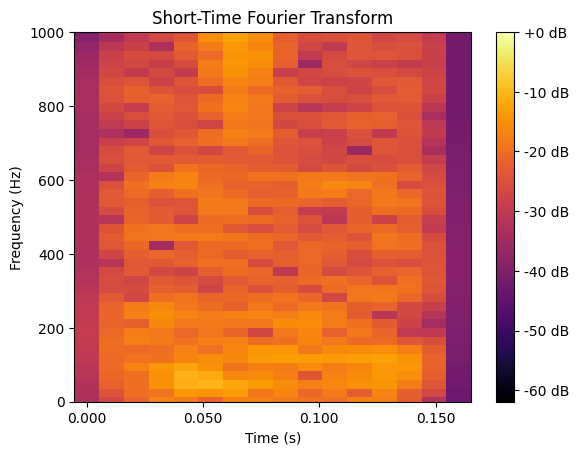 Short-Time Fourier Transform
1000
800
600
400
200
0
Frequency (Hz)
0.000
0.050
0.100
0.150
Time (s)
+0 dB
-10 dB
-20 dB
-30 dB
-40 dB
-50 dB
-60 dB